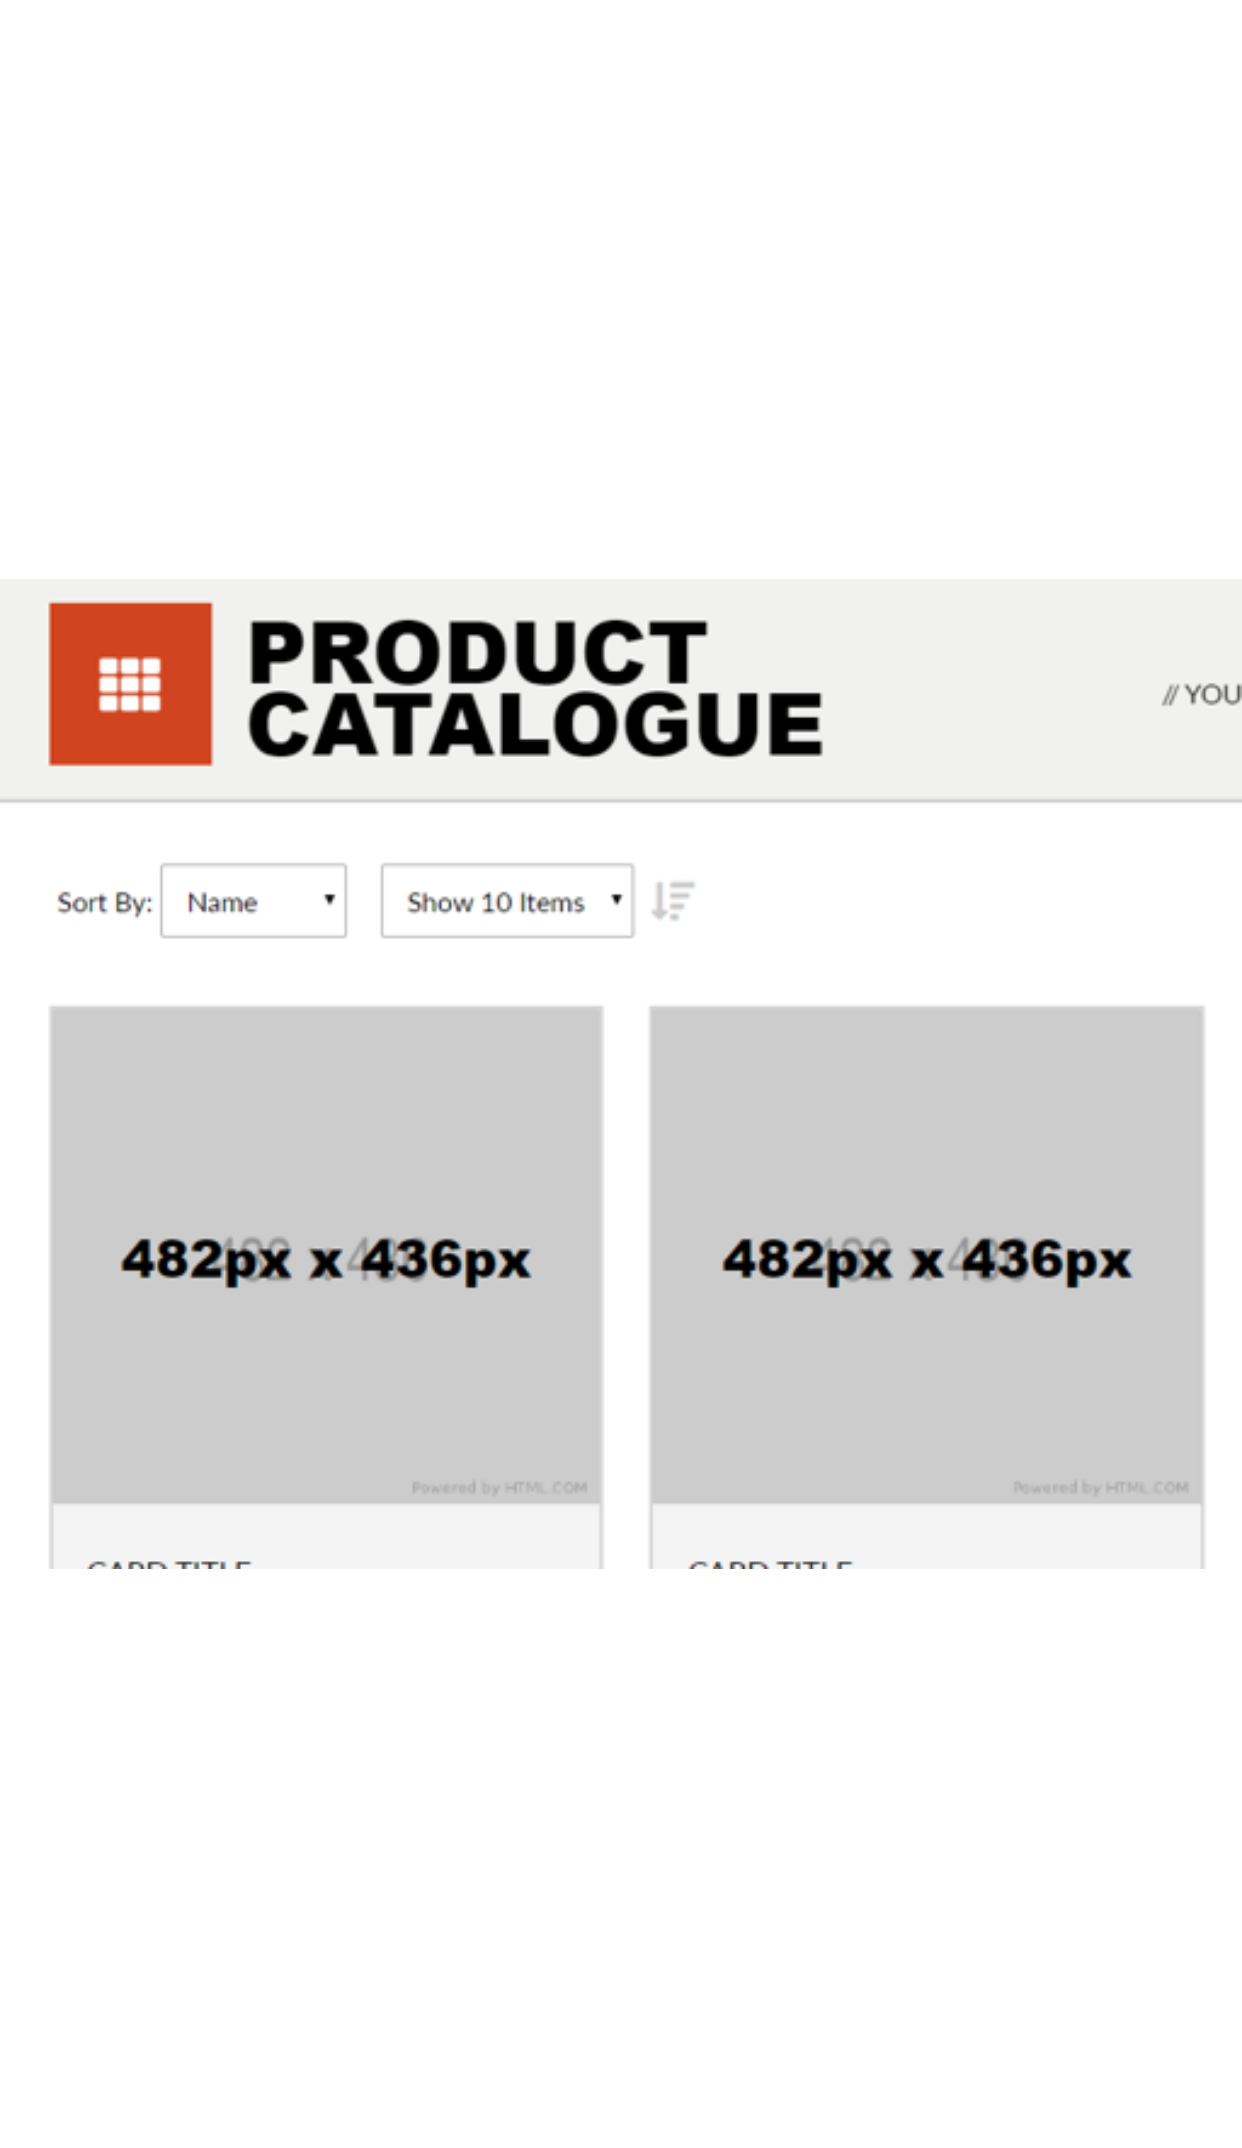 PRODUCT
CATALOGUE
// YOU
Sort By: Name Show 10 Items
482px x 436px 482px x 436px
Powered by HTML.COM Powered by HTML.COM
CARD TITLE CARD TITLE